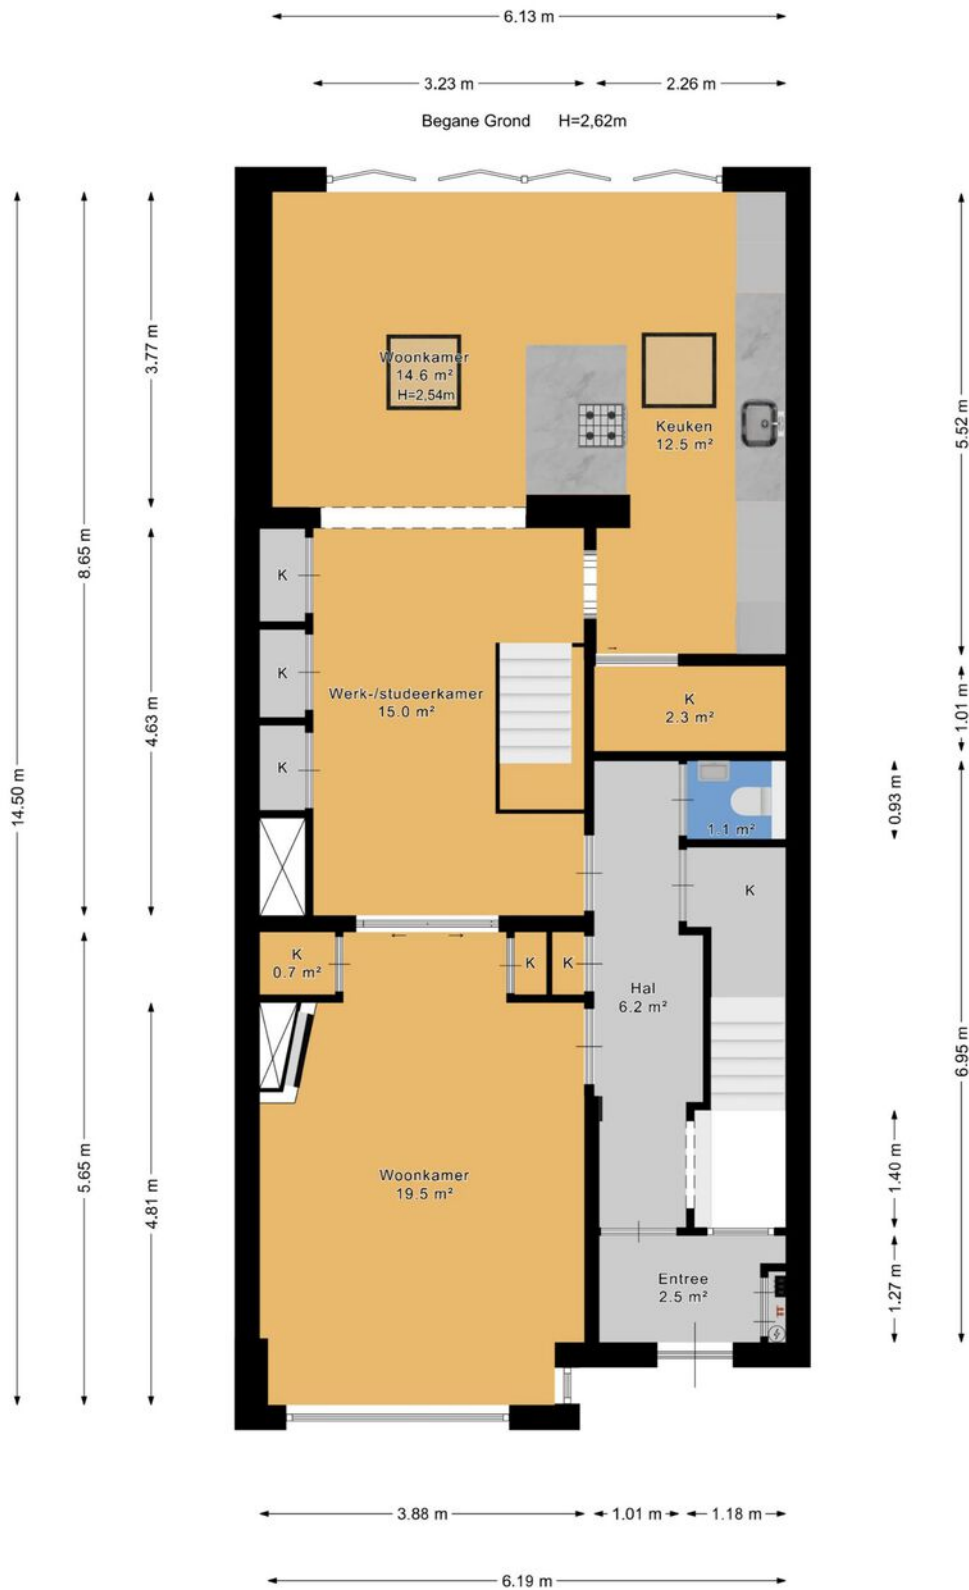 6.13 m
3.23 m
2.26 m
Begane Grond H=2,62m
14.50 m
8.65 m
3.77 m
5.52 m
Woonkamer
14.6 m²
H=2,54m
Keuken
12.5 m²
K
K
K
4.63 m
Werk-/studeerkamer
15.0 m²
K
2.3 m²
1.01 m
0.93 m
1.1 m²
K
K
0.7 m²
K
K
Hal
6.2 m²
6.95 m
5.65 m
4.81 m
Woonkamer
19.5 m²
1.40 m
Entree
2.5 m²
1.27 m
3.88 m
1.01 m
1.18 m
6.19 m